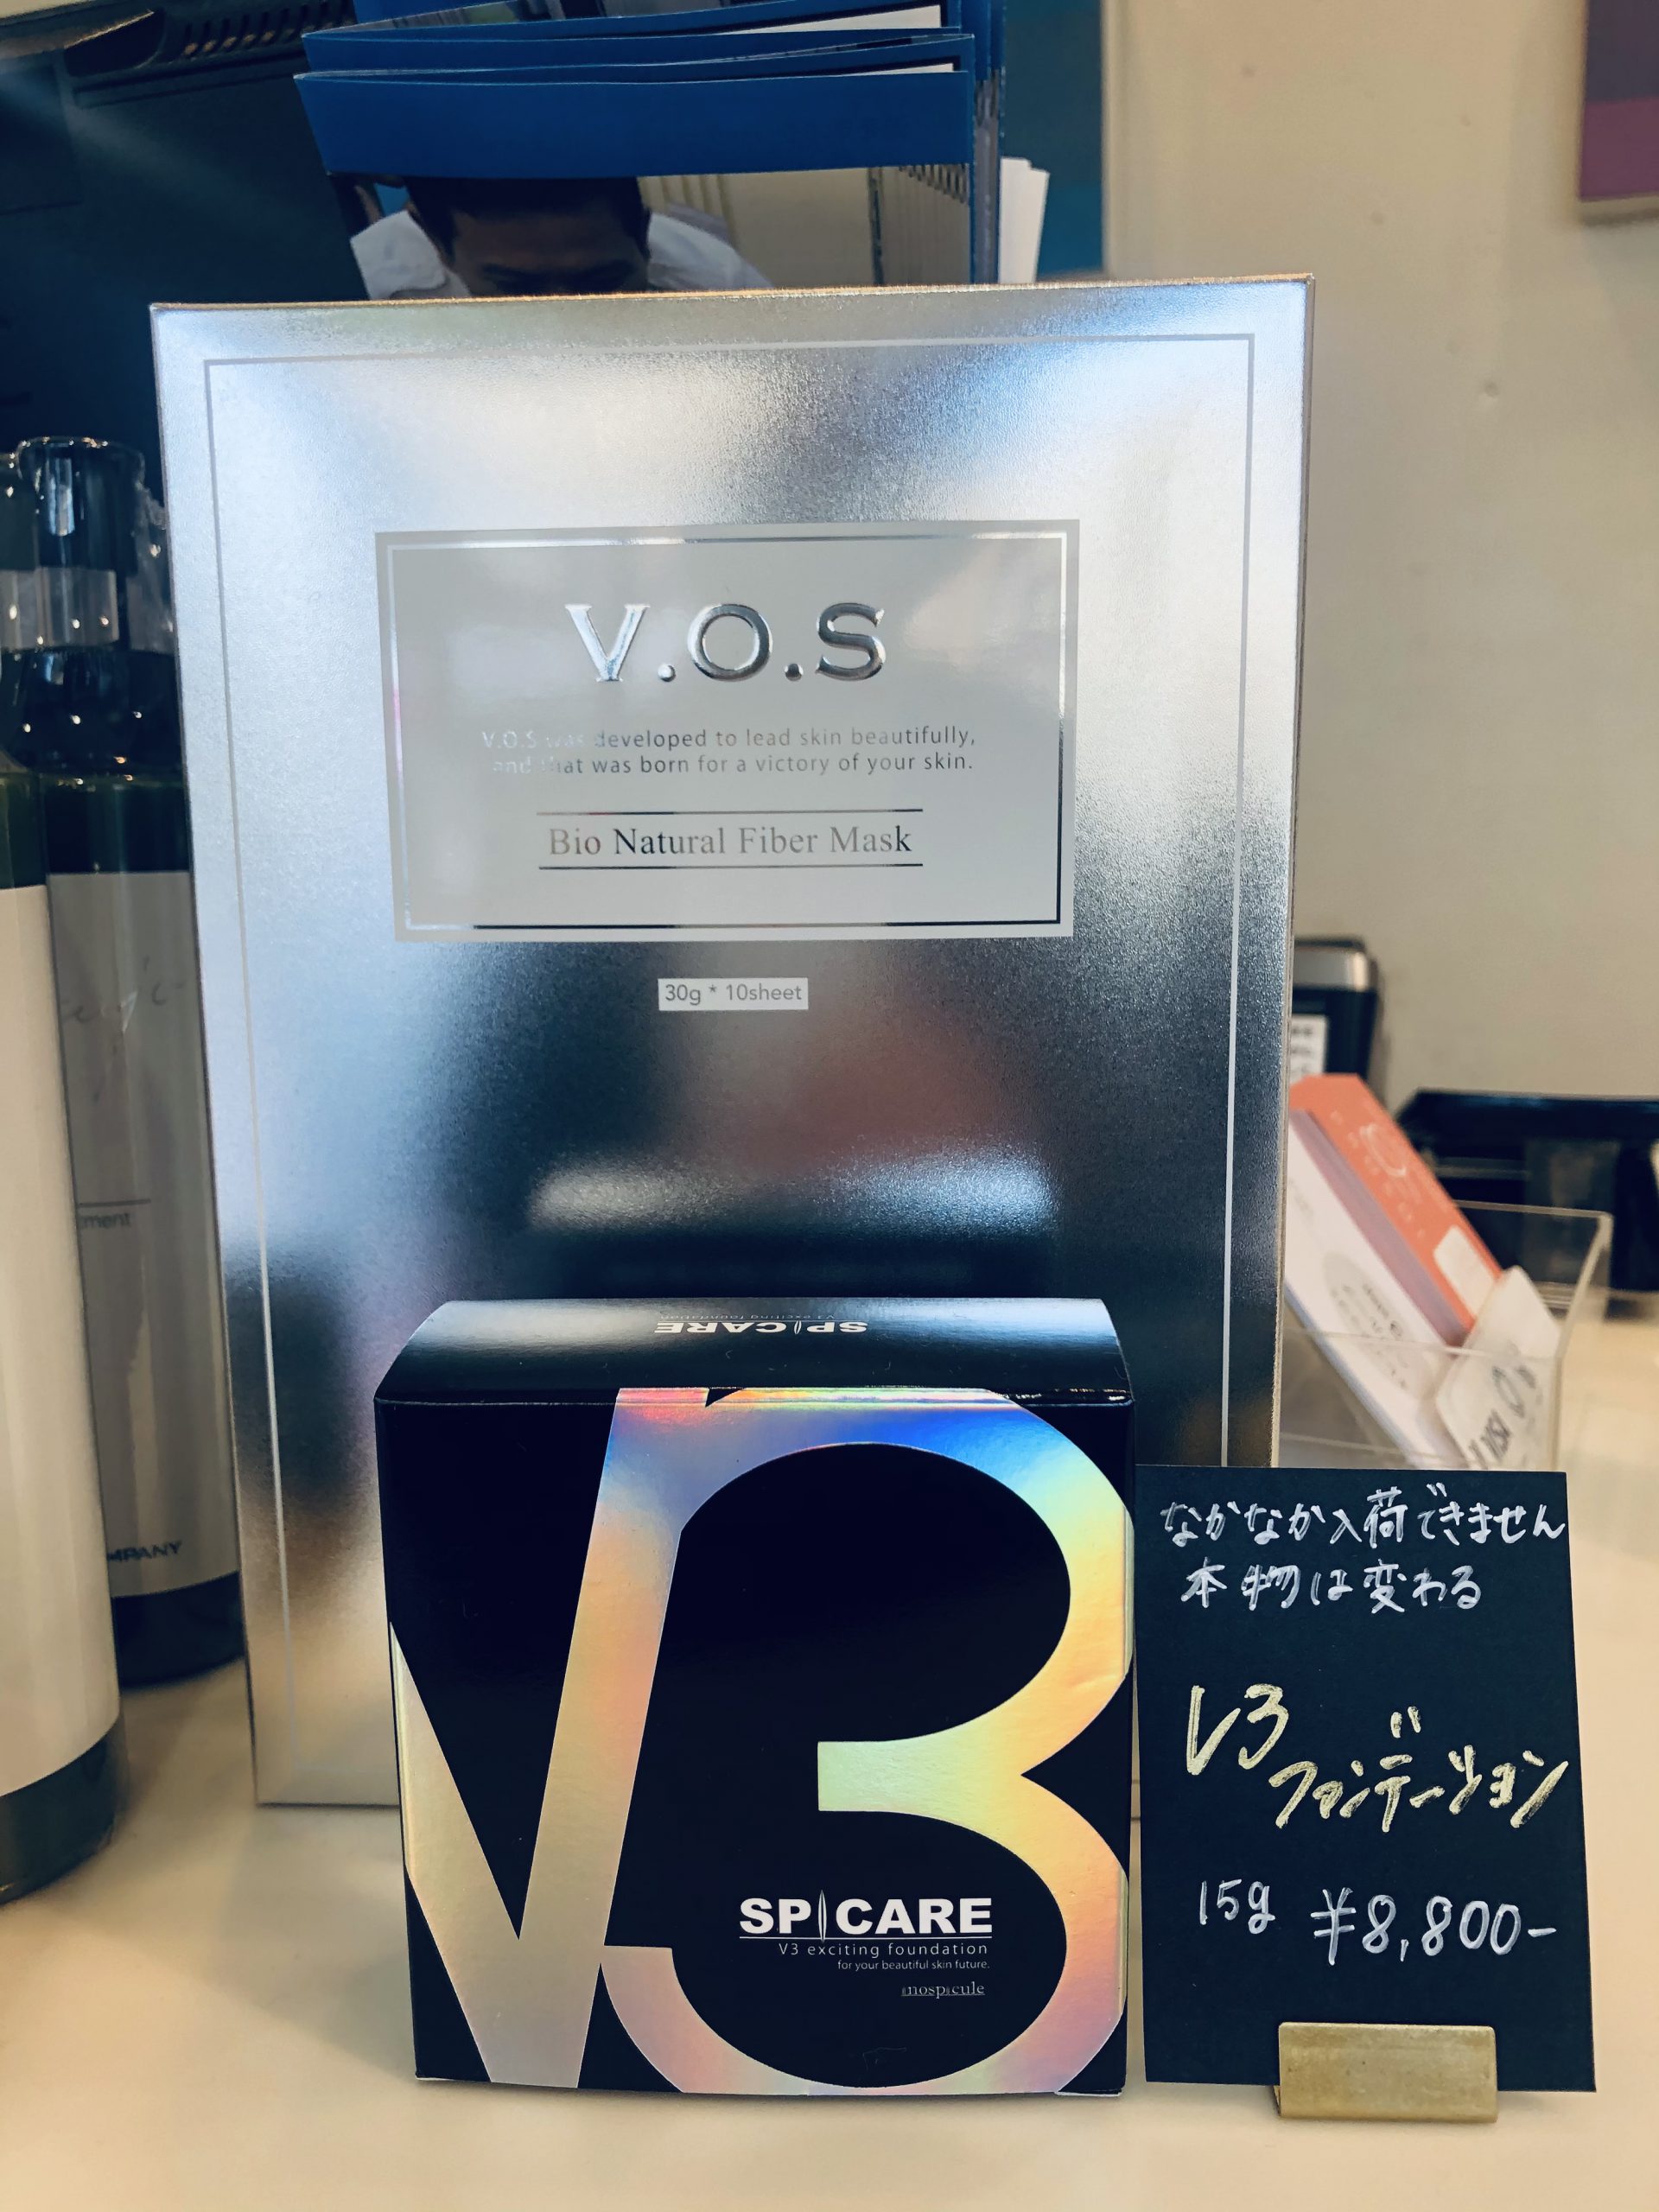 V.O.S
V.O.S was developed to lead skin beautifully,
and that was born for a victory of your skin.
Bio Natural Fiber Mask
30g * 10sheet
SPICARE
V3 exciting foundation
V3
SPICARE
V3 exciting foundation
for your beautiful skin future.
inospicule
なかなか入荷できません
本物は変わる
V3
ファンデーション
15g ¥8,800-